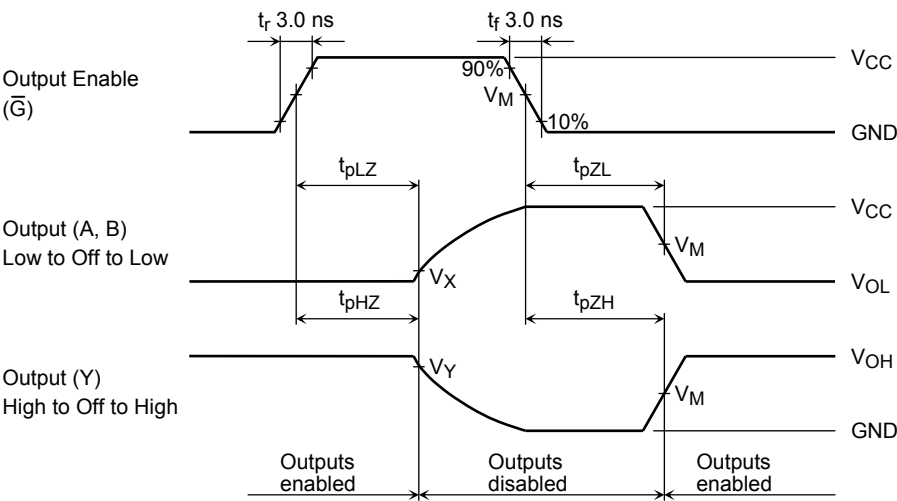 tr 3.0 ns
tf 3.0 ns
Output Enable
(G̅)
90%
VM
10%
VCC
GND
tpLZ
tpZL
Output (A, B)
Low to Off to Low
VX
VM
VCC
VOL
tpHZ
tpZH
Output (Y)
High to Off to High
VY
VM
VOH
GND
Outputs
enabled
Outputs
disabled
Outputs
enabled